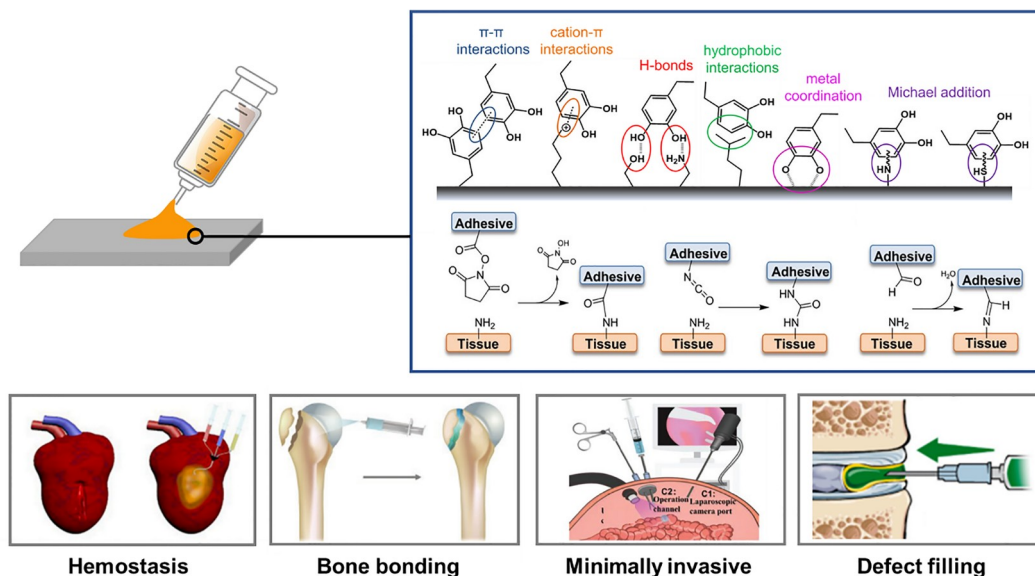 π-π
interactions
cation-π
interactions
H-bonds
hydrophobic
interactions
metal
coordination
Michael addition
OH
HO
OH
H
OH
OH
OH
⊕
HO
OH
OH
H₂N
OH
OH
O
O
OH
OH
HN
OH
OH
HS
Adhesive
O
O
N
O
O
NH₂
Tissue
OH
N
O
O
Adhesive
O
NH
Tissue
Adhesive
N
C
O
NH₂
Tissue
Adhesive
HN
O
HN
Tissue
Adhesive
O
H
NH₂
Tissue
H₂O
Adhesive
H
N
Tissue
C2:
Operation
channel
C1:
Laparoscopic
camera port
Hemostasis
Bone bonding
Minimally invasive
Defect filling